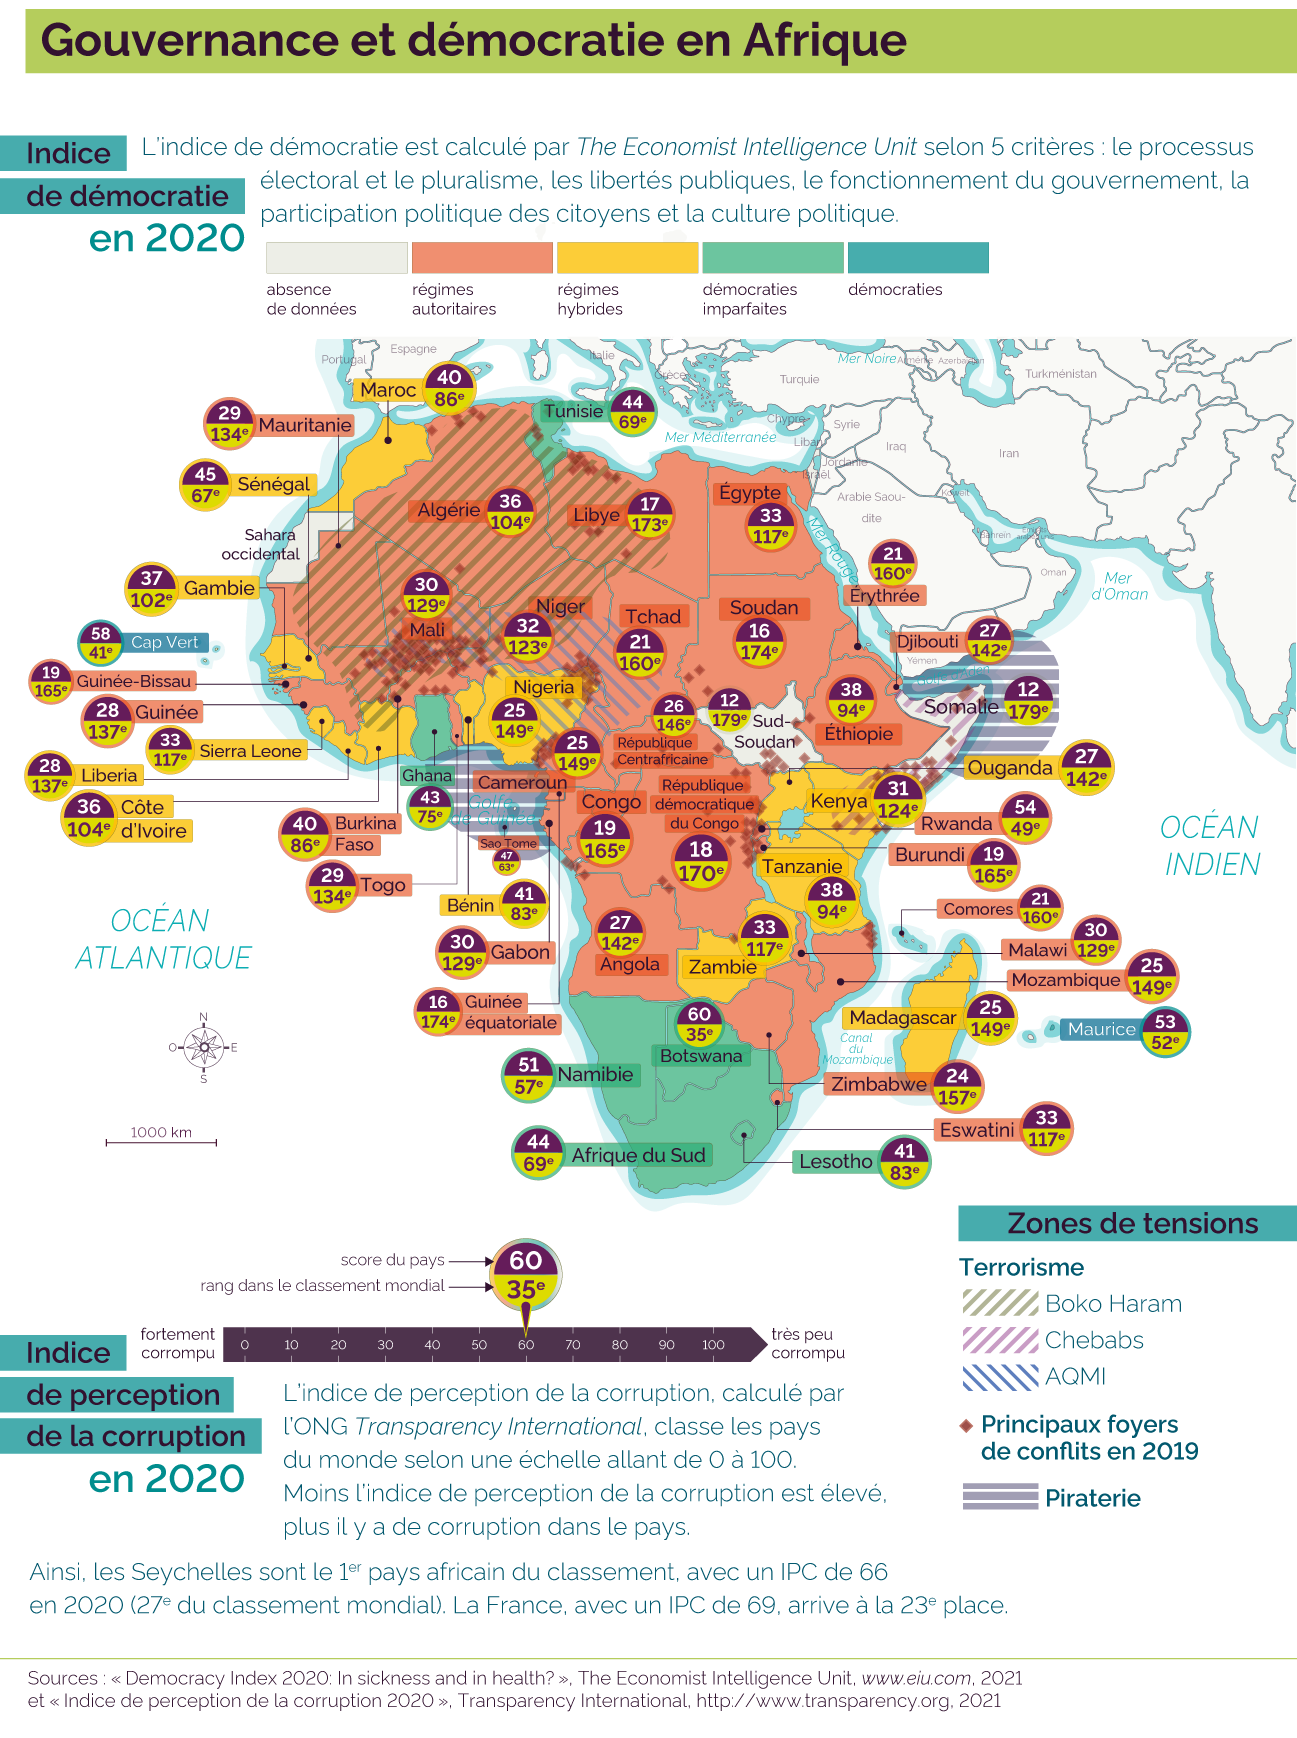 Gouvernance et démocratie en Afrique
Indice
de démocratie
en 2020
L'indice de démocratie est calculé par The Economist Intelligence Unit selon 5 critères : le processus
électoral et le pluralisme, les libertés publiques, le fonctionnement du gouvernement, la
participation politique des citoyens et la culture politique.
absence
de données
régimes
autoritaires
régimes
hybrides
démocraties
imparfaites
démocraties
Portugal
Espagne
Italie
Grèce
Turquie
Mer Noire
Arménie
Azerbaïdjan
Turkménistan
Chypre
Syrie
Liban
Iraq
Iran
Jordanie
Israël
Koweït
Arabie Saou-
dite
Bahreïn
Oman
Yémen
Mer Méditerranée
Mer Rouge
Mer
d'Oman
Maroc
40
86e
Tunisie
44
69e
29
134e
Mauritanie
45
67e
Sénégal
Algérie
36
104e
Libye
17
173e
Égypte
33
117e
Sahara
occidental
21
160e
Érythrée
37
102e
Gambie
30
129e
Mali
Niger
32
123e
Tchad
21
160e
Soudan
16
174e
Djibouti
27
142e
58
41e
Cap Vert
19
165e
Guinée-Bissau
28
137e
Guinée
Nigeria
25
149e
26
146e
République
Centrafricaine
12
179e
Sud-
Soudan
38
94e
Éthiopie
Somalie
12
179e
33
117e
Sierra Leone
28
137e
Liberia
36
104e
Côte
d'Ivoire
Ghana
43
75e
Cameroun
25
149e
Golfe
de Guinée
Congo
19
165e
République
démocratique
du Congo
18
170e
Ouganda
27
142e
Kenya
31
124e
Rwanda
54
49e
Burundi
19
165e
40
86e
Burkina
Faso
Sao Tome
47
63e
29
134e
Togo
Bénin
41
83e
Tanzanie
38
94e
Comores
21
160e
OCÉAN
INDIEN
OCÉAN
ATLANTIQUE
30
129e
Gabon
27
142e
Angola
33
117e
Zambie
Malawi
30
129e
Mozambique
25
149e
16
174e
Guinée
équatoriale
60
35e
Botswana
Madagascar
25
149e
Canal
du
Mozambique
Maurice
53
52e
51
57e
Namibie
Zimbabwe
24
157e
Eswatini
33
117e
44
69e
Afrique du Sud
Lesotho
41
83e
N
O
E
S
1000 km
score du pays
rang dans le classement mondial
60
35e
fortement
corrompu
0 10 20 30 40 50 60 70 80 90 100
très peu
corrompu
Indice
de perception
de la corruption
en 2020
L'indice de perception de la corruption, calculé par
l'ONG Transparency International, classe les pays
du monde selon une échelle allant de 0 à 100.
Moins l'indice de perception de la corruption est élevé,
plus il y a de corruption dans le pays.
Ainsi, les Seychelles sont le 1er pays africain du classement, avec un IPC de 66
en 2020 (27e du classement mondial). La France, avec un IPC de 69, arrive à la 23e place.
Zones de tensions
Terrorisme
Boko Haram
Chebabs
AQMI
Principaux foyers
de conflits en 2019
Piraterie
Sources : « Democracy Index 2020: In sickness and in health? », The Economist Intelligence Unit, www.eiu.com, 2021
et « Indice de perception de la corruption 2020 », Transparency International, http://www.transparency.org, 2021